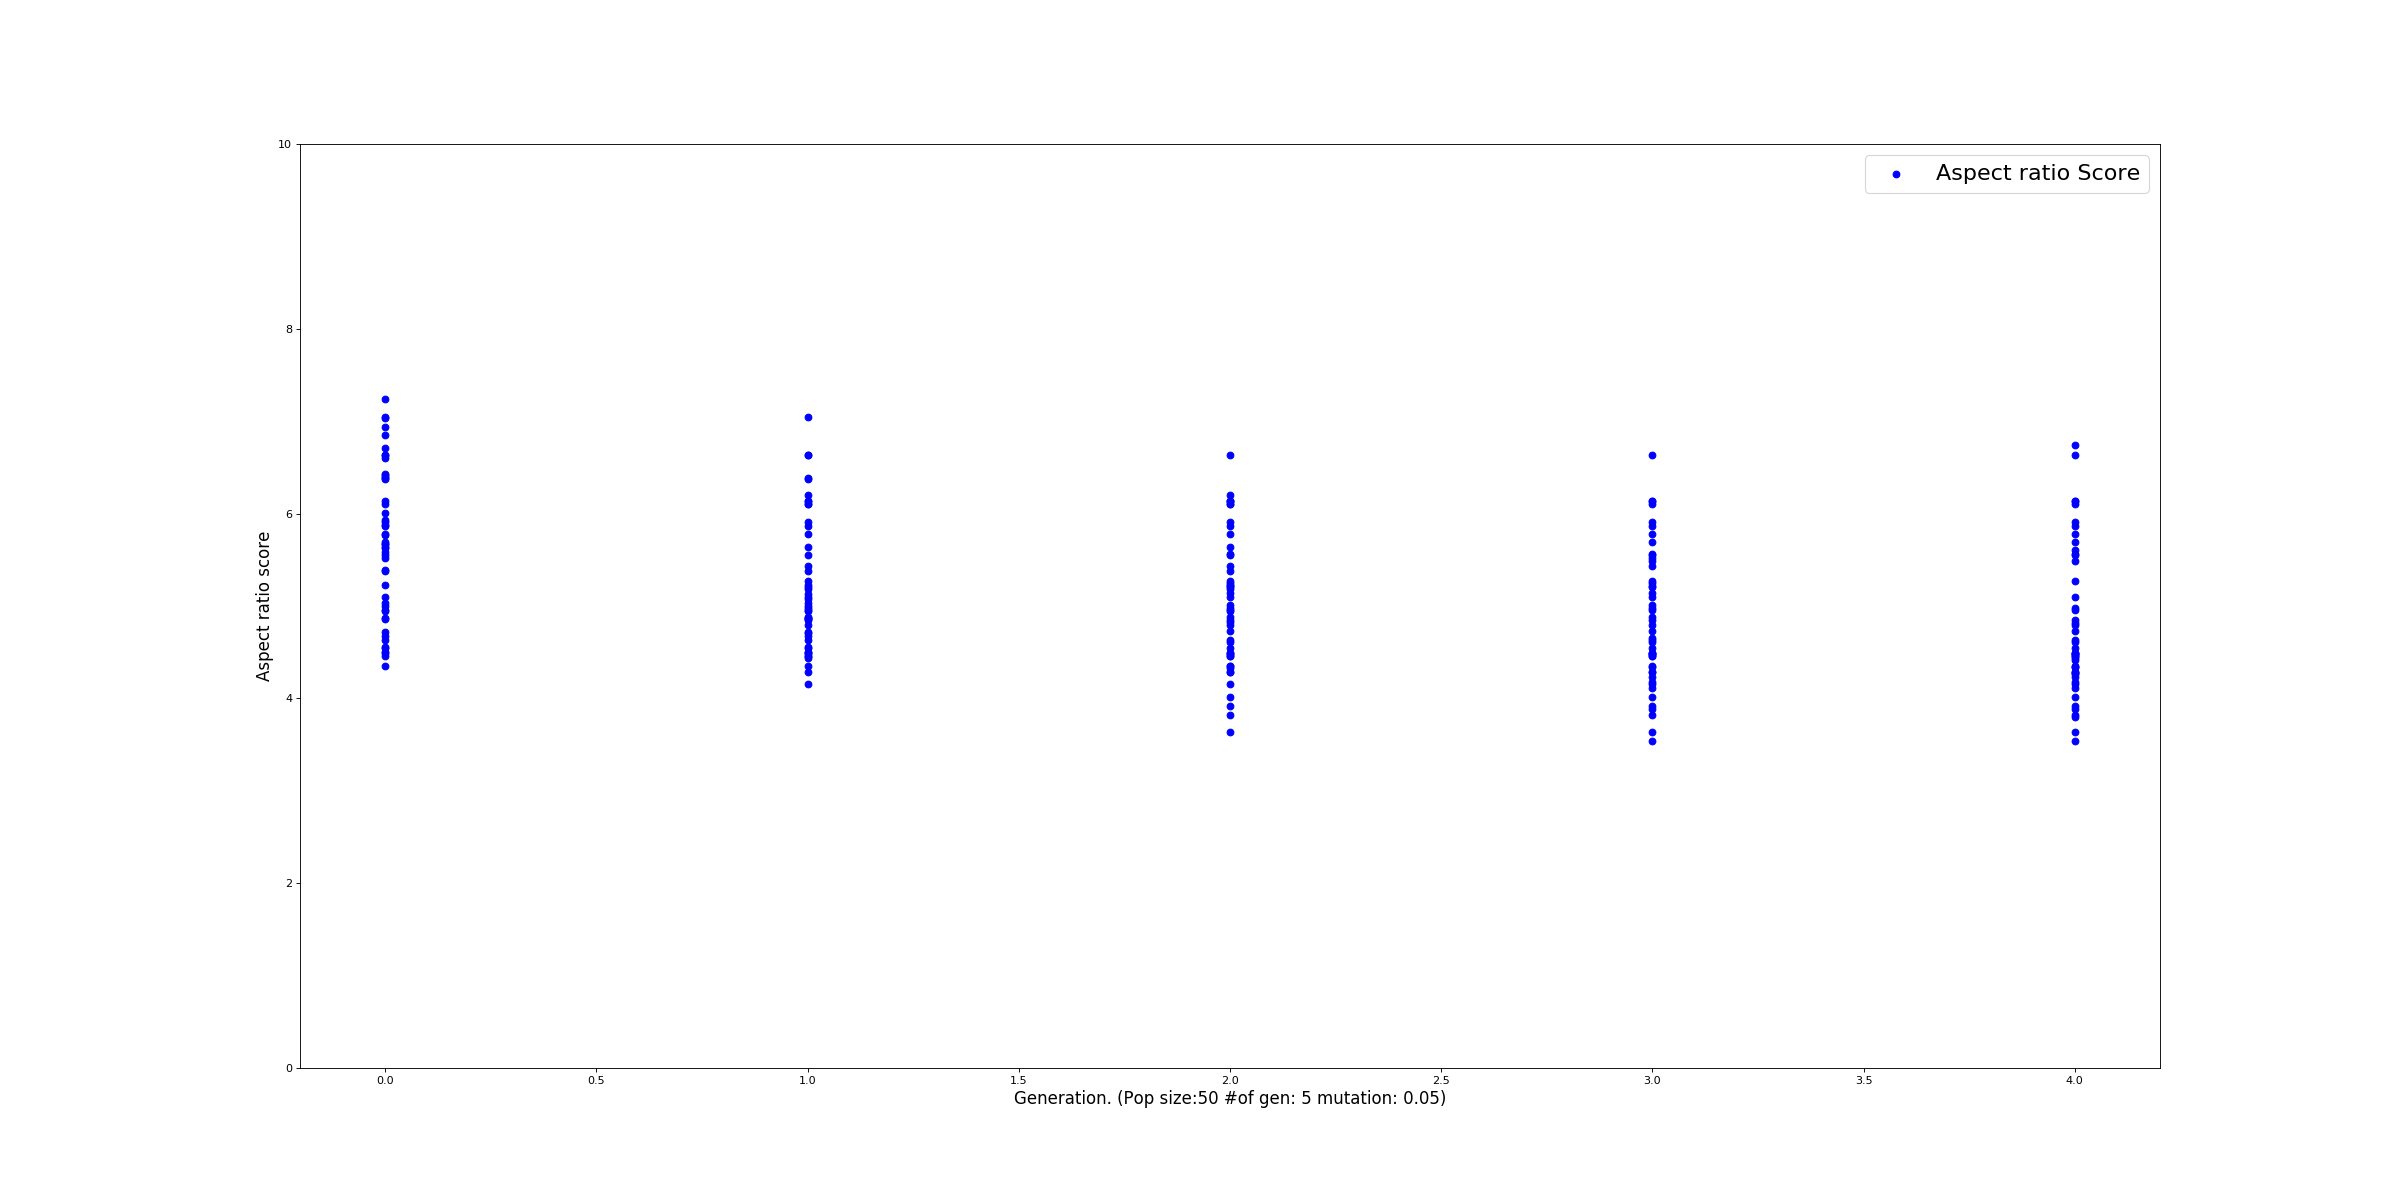 Aspect ratio Score
10
8
6
4
2
0
Aspect ratio score
0.0 0.5 1.0 1.5 2.0 2.5 3.0 3.5 4.0
Generation. (Pop size:50 #of gen: 5 mutation: 0.05)